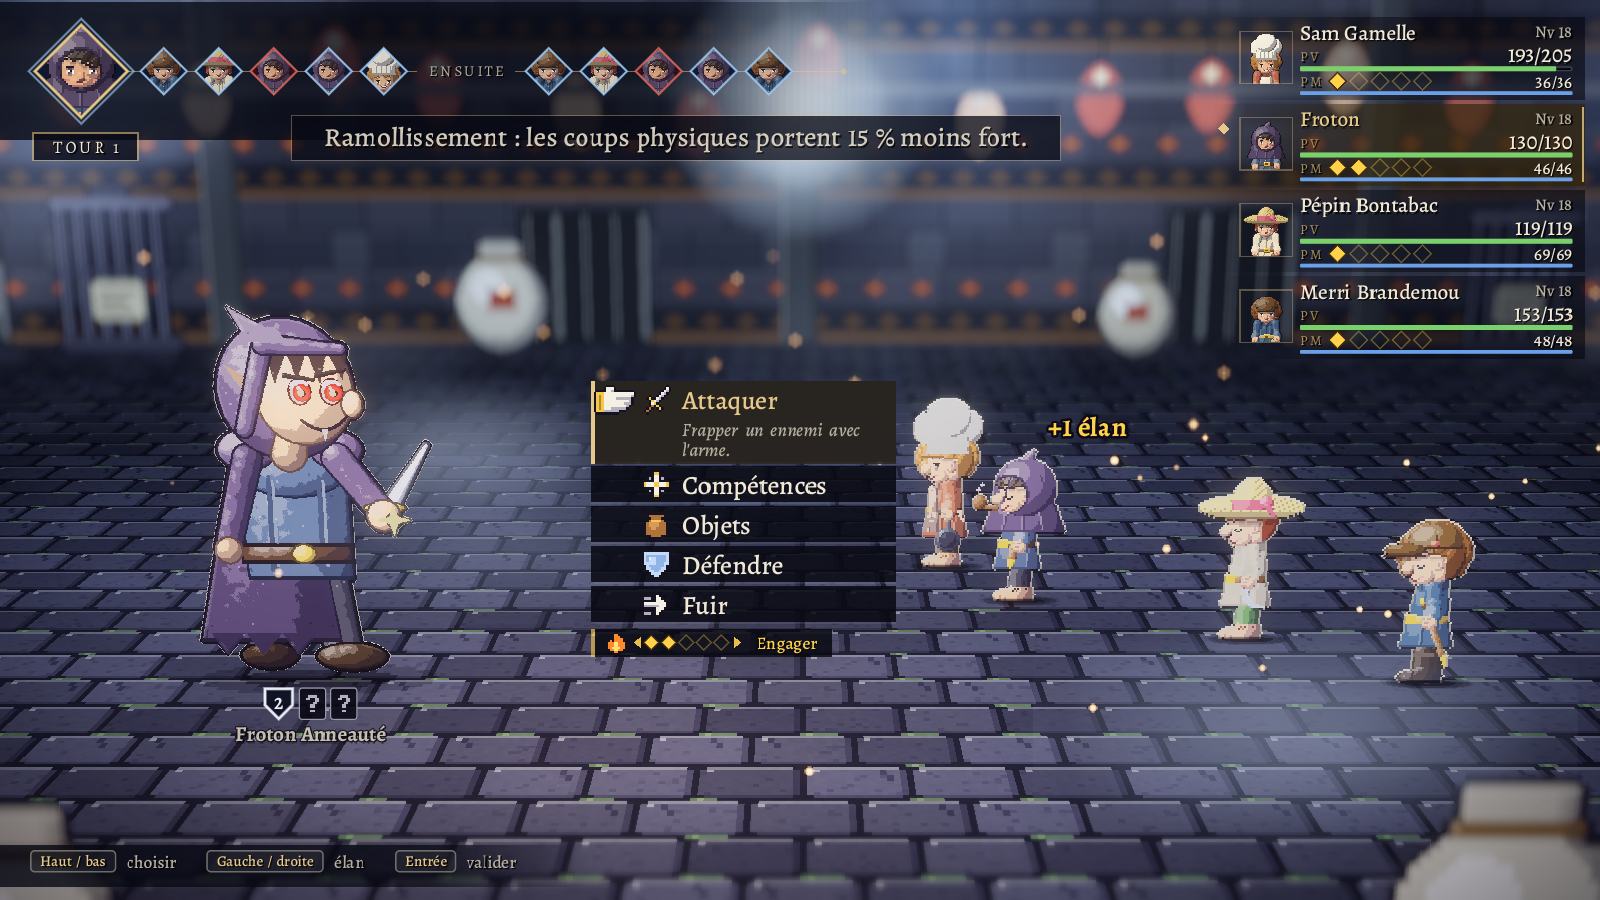 ENSUITE
TOUR 1
Ramollissement : les coups physiques portent 15 % moins fort.
Sam Gamelle Nv 18
PV 193/205
PM 36/36
Froton Nv 18
PV 130/130
PM 46/46
Pépin Bontabac Nv 18
PV 119/119
PM 69/69
Merri Brandemou Nv 18
PV 153/153
PM 48/48
Attaquer
Frapper un ennemi avec
l'arme.
Compétences
Objets
Défendre
Fuir
Engager
+1 élan
2 ? ?
Froton Anneauté
Haut / bas choisir Gauche / droite élan Entrée valider